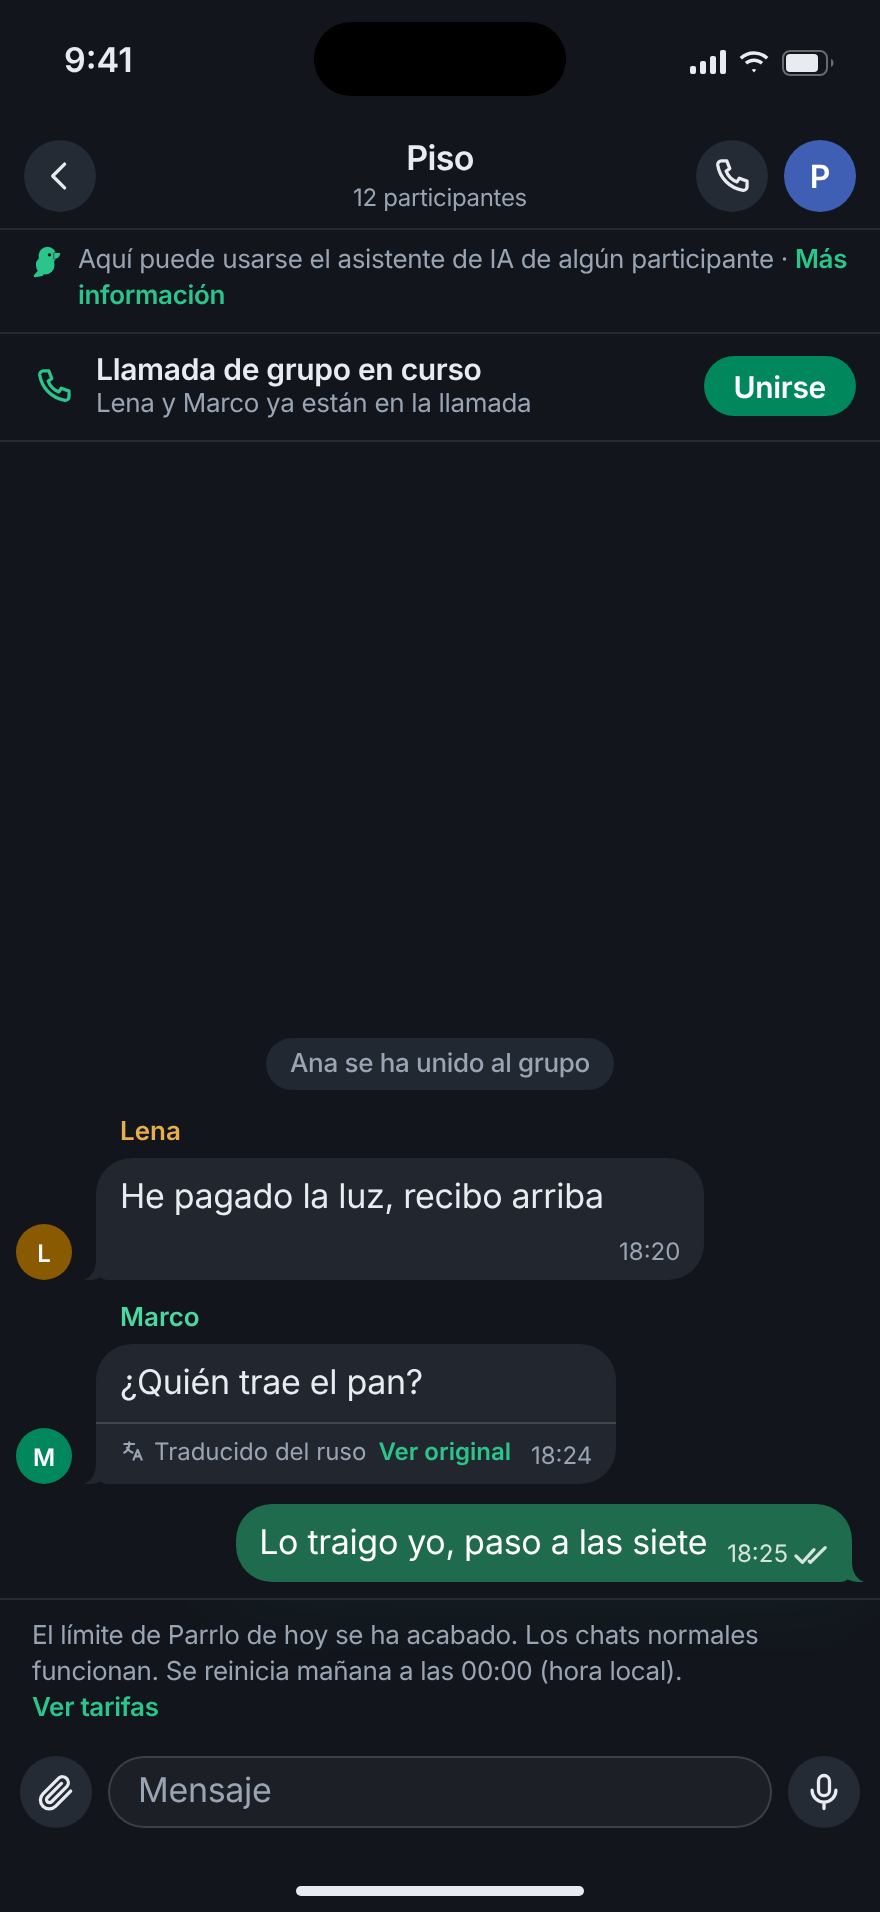 9:41
Piso
12 participantes
P
Aquí puede usarse el asistente de IA de algún participante · Más
información
Llamada de grupo en curso
Lena y Marco ya están en la llamada
Unirse
Ana se ha unido al grupo
Lena
He pagado la luz, recibo arriba
18:20
L
Marco
¿Quién trae el pan?
Traducido del ruso Ver original 18:24
M
Lo traigo yo, paso a las siete 18:25
El límite de Parrlo de hoy se ha acabado. Los chats normales
funcionan. Se reinicia mañana a las 00:00 (hora local).
Ver tarifas
Mensaje